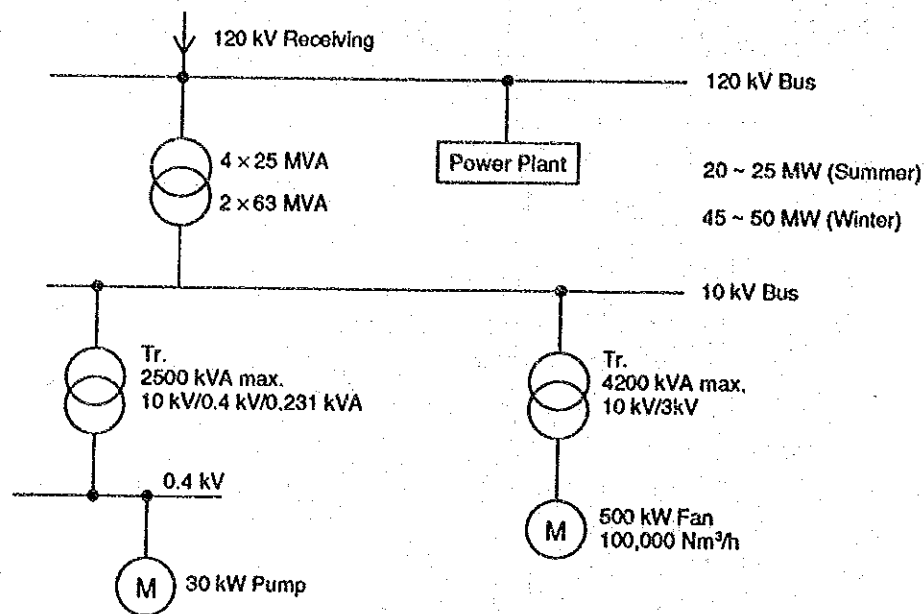 120 kV Receiving
120 kV Bus
4 × 25 MVA
2 × 63 MVA
Power Plant
20 ~ 25 MW (Summer)
45 ~ 50 MW (Winter)
10 kV Bus
Tr.
2500 kVA max.
10 kV/0.4 kV/0.231 kVA
Tr.
4200 kVA max.
10 kV/3kV
0.4 kV
M
30 kW Pump
M
500 kW Fan
100,000 Nm³/h